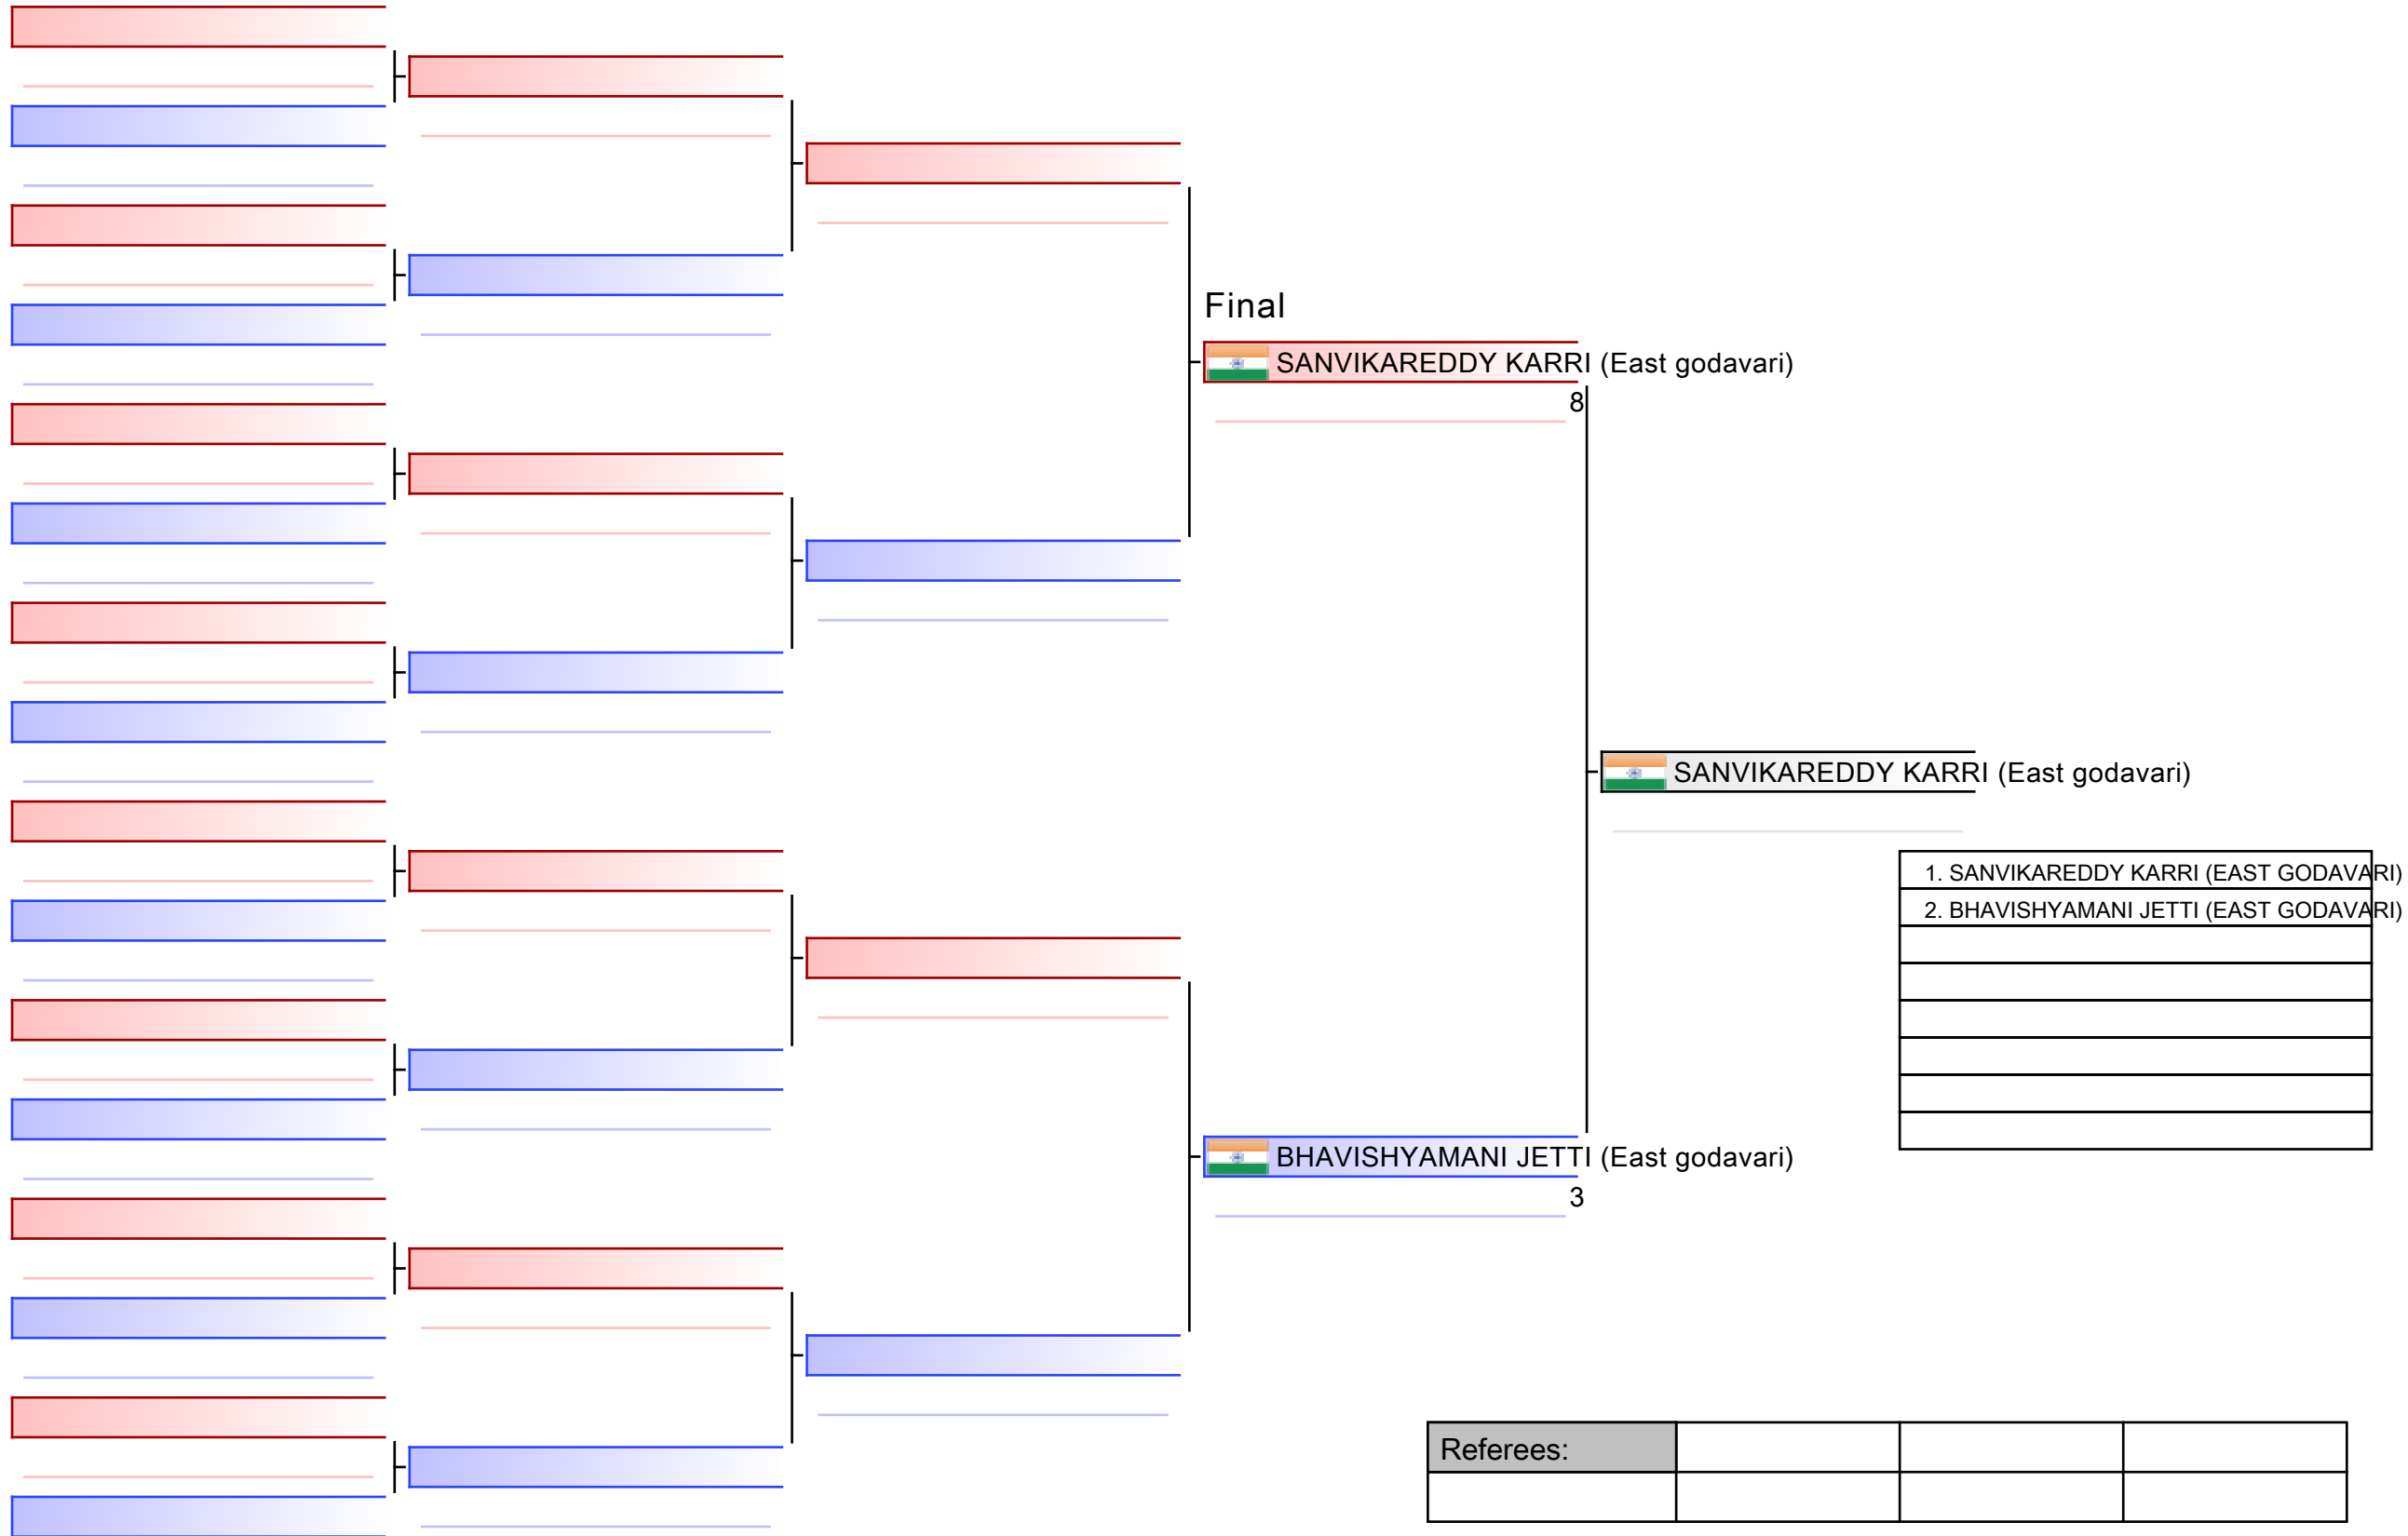 Final
SANVIKAREDDY KARRI (East godavari)
8
SANVIKAREDDY KARRI (East godavari)
1. SANVIKAREDDY KARRI (EAST GODAVARI)
2. BHAVISHYAMANI JETTI (EAST GODAVARI)
BHAVISHYAMANI JETTI (East godavari)
3
Referees: